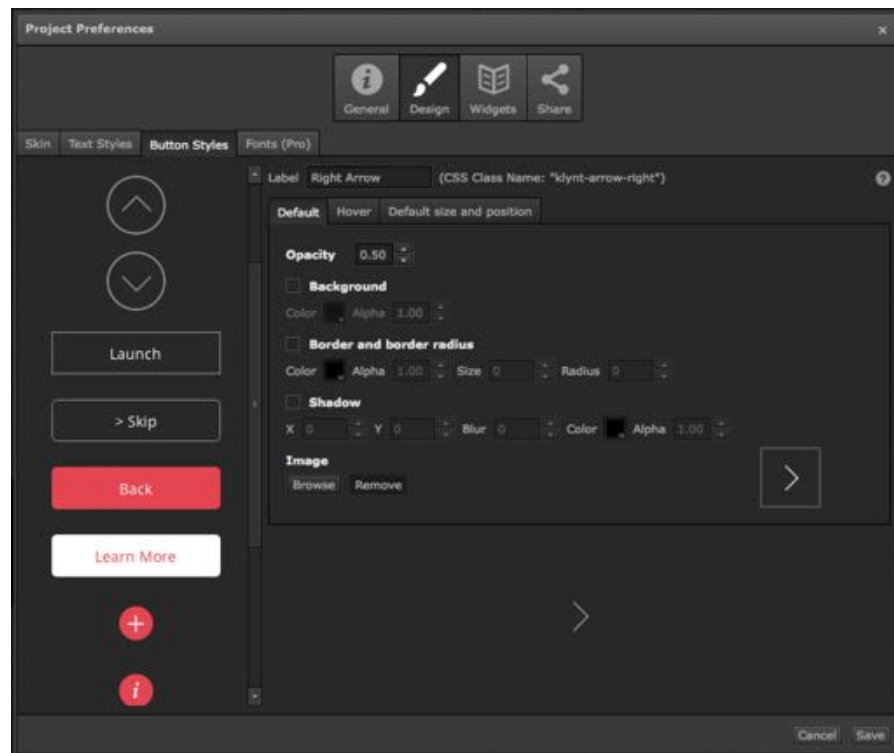 Project Preferences
General Design Widgets Share
Skin Text Styles Button Styles Fonts (Pro)
Launch
> Skip
Back
Learn More
Label Right Arrow (CSS Class Name: "klynt-arrow-right")
Default Hover Default size and position
Opacity 0.50
Background
Color Alpha 1.00
Border and border radius
Color Alpha 1.00 Size 0 Radius 0
Shadow
X 0 Y 0 Blur 0 Color Alpha 1.00
Image
Browse Remove
Cancel Save